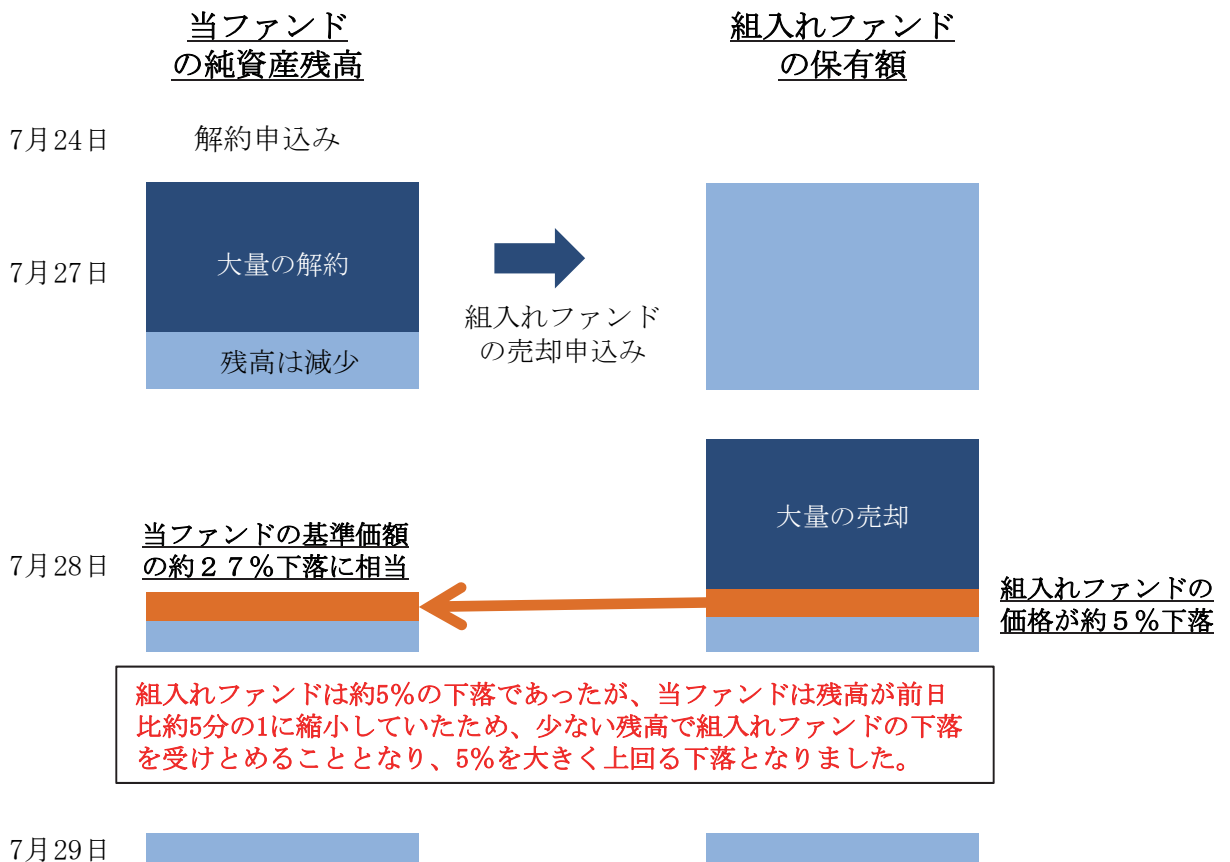 当ファンド
の純資産残高
組入れファンド
の保有額
7月24日
解約申込み
7月27日
大量の解約
残高は減少
組入れファンド
の売却申込み
7月28日
当ファンドの基準価額
の約２７％下落に相当
大量の売却
組入れファンドの
価格が約５％下落
組入れファンドは約5%の下落であったが、当ファンドは残高が前日
比約5分の1に縮小していたため、少ない残高で組入れファンドの下落
を受けとめることとなり、5%を大きく上回る下落となりました。
7月29日